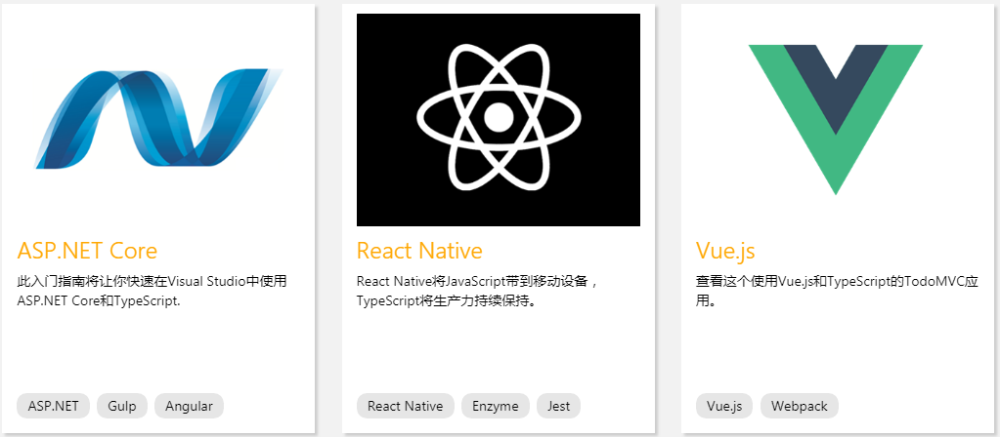 ASP.NET Core
此入门指南将让你快速在Visual Studio中使用
ASP.NET Core和TypeScript.
ASP.NET
Gulp
Angular
React Native
React Native将JavaScript带到移动设备，
TypeScript将生产力持续保持。
React Native
Enzyme
Jest
Vue.js
查看这个使用Vue.js和TypeScript的TodoMVC应
用。
Vue.js
Webpack